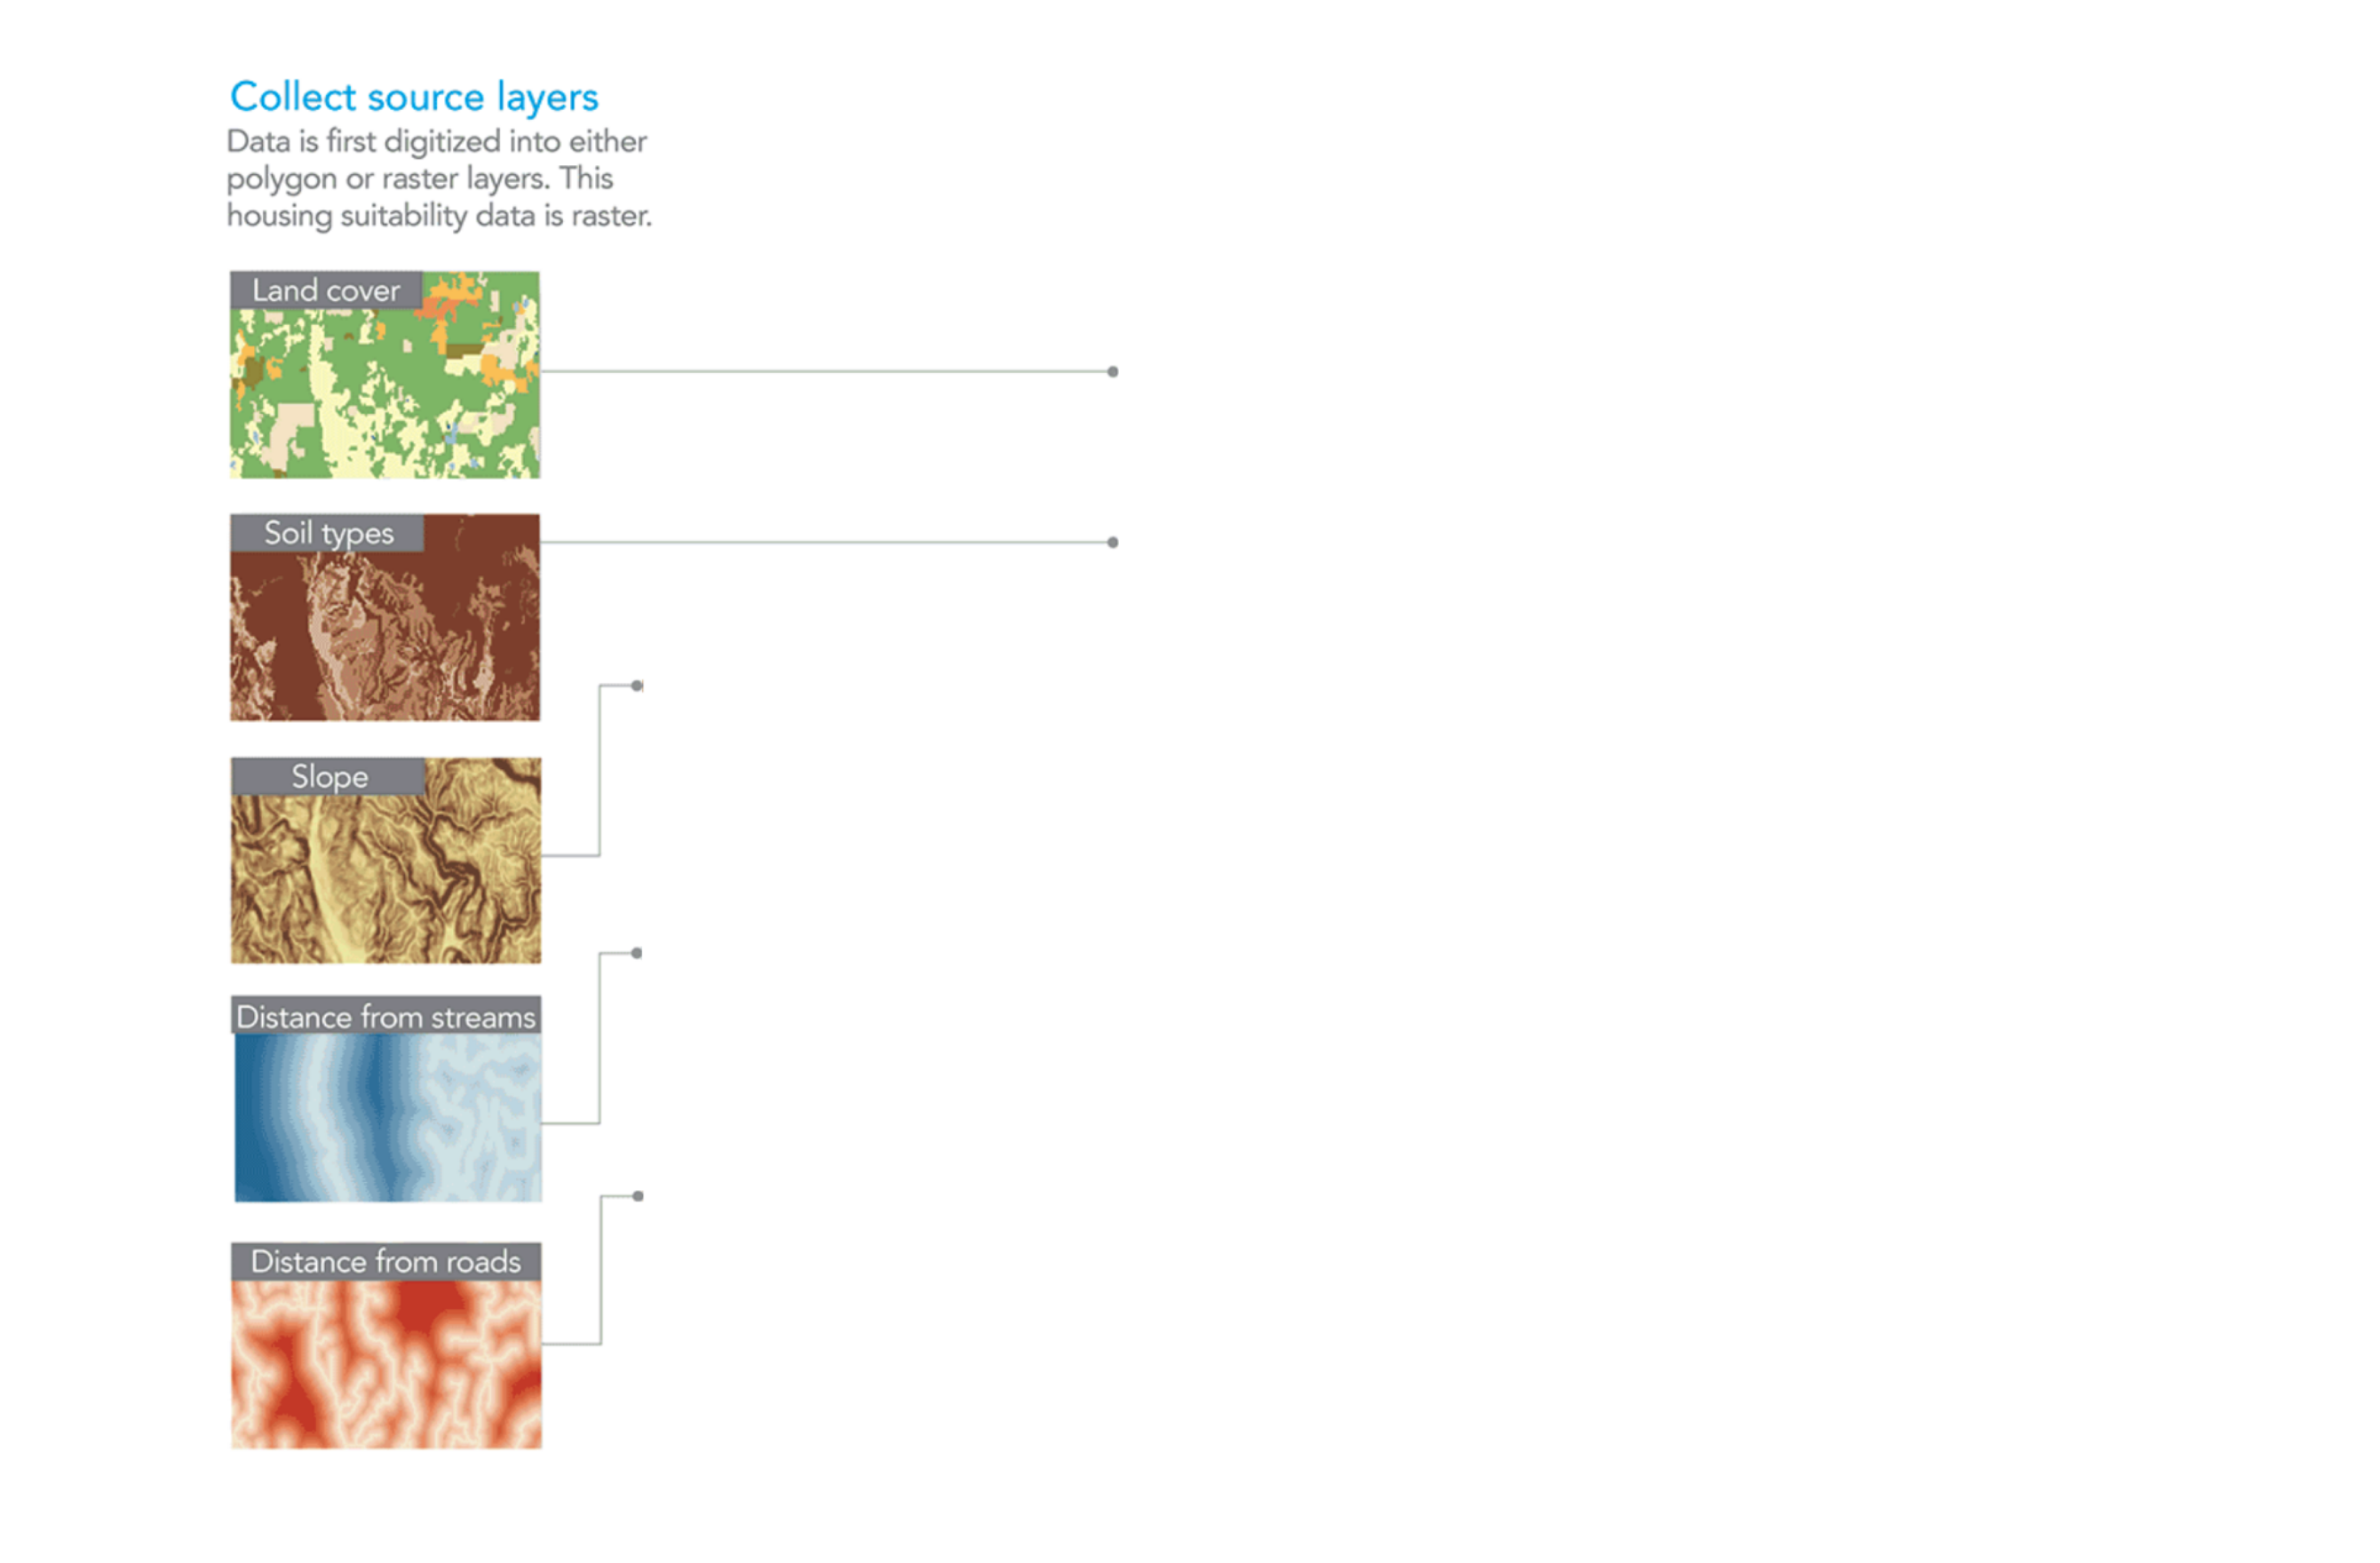 Collect source layers
Data is first digitized into either
polygon or raster layers. This
housing suitability data is raster.
Land cover
Soil types
Slope
Distance from streams
Distance from roads